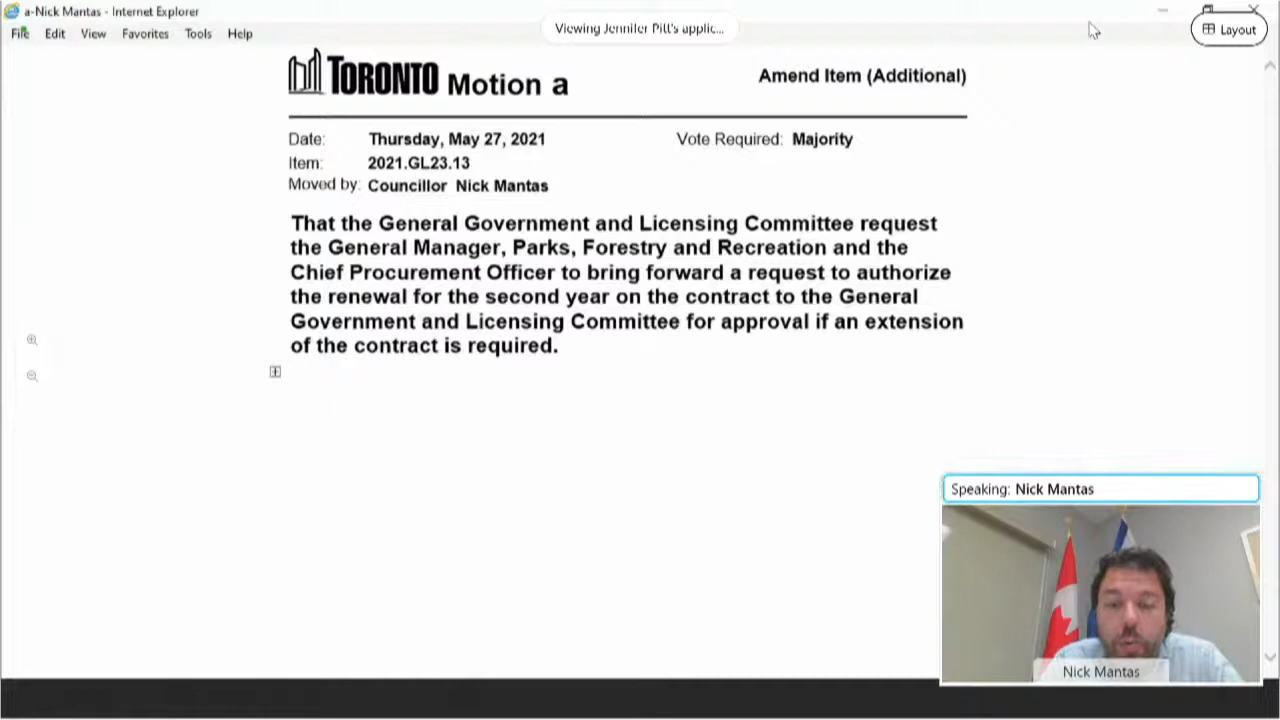 a-Nick Mantas - Internet Explorer
File Edit View Favorites Tools Help
Viewing Jennifer Pill's applic...
Layout
TORONTO Motion a
Amend Item (Additional)
Date: Thursday, May 27, 2021
Vote Required: Majority
Item: 2021.GL23.13
Moved by: Councillor Nick Mantas
That the General Government and Licensing Committee request
the General Manager, Parks, Forestry and Recreation and the
Chief Procurement Officer to bring forward a request to authorize
the renewal for the second year on the contract to the General
Government and Licensing Committee for approval if an extension
of the contract is required.
Speaking: Nick Mantas
Nick Mantas